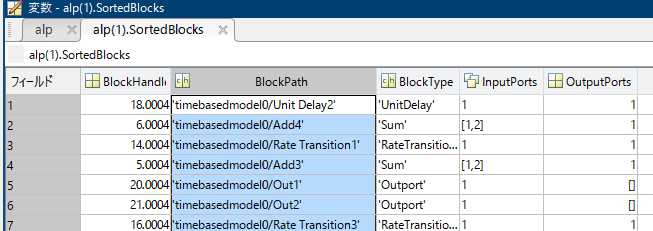 変数 - alp(1).SortedBlocks
alp × alp(1).SortedBlocks ×
alp(1).SortedBlocks
フィールド BlockHandle BlockPath BlockType InputPorts OutputPorts
1 18.0004 'timebasedmodel0/Unit Delay2' 'UnitDelay' 1 1
2 6.0004 'timebasedmodel0/Add4' 'Sum' [1,2] 1
3 14.0004 'timebasedmodel0/Rate Transition1' 'RateTransitio... 1 1
4 5.0004 'timebasedmodel0/Add3' 'Sum' [1,2] 1
5 20.0004 'timebasedmodel0/Out1' 'Outport' 1 []
6 21.0004 'timebasedmodel0/Out2' 'Outport' 1 []
7 16.0004 'timebasedmodel0/Rate Transition3' 'RateTransitio... 1 1